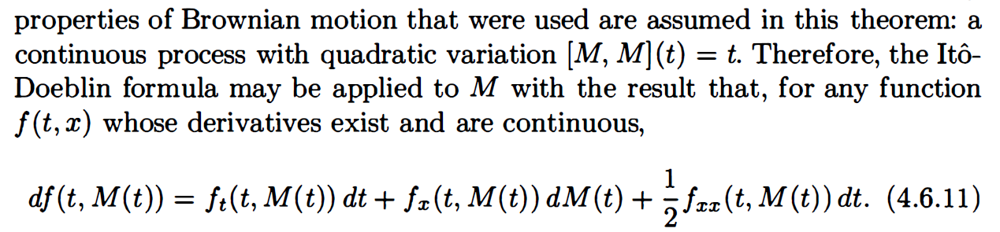 properties of Brownian motion that were used are assumed in this theorem: a
continuous process with quadratic variation [M, M](t) = t. Therefore, the Itô-
Doeblin formula may be applied to M with the result that, for any function
f(t, x) whose derivatives exist and are continuous,
df(t, M(t)) = f_t(t, M(t)) dt + f_x(t, M(t)) dM(t) + \frac{1}{2} f_{xx}(t, M(t)) dt. (4.6.11)